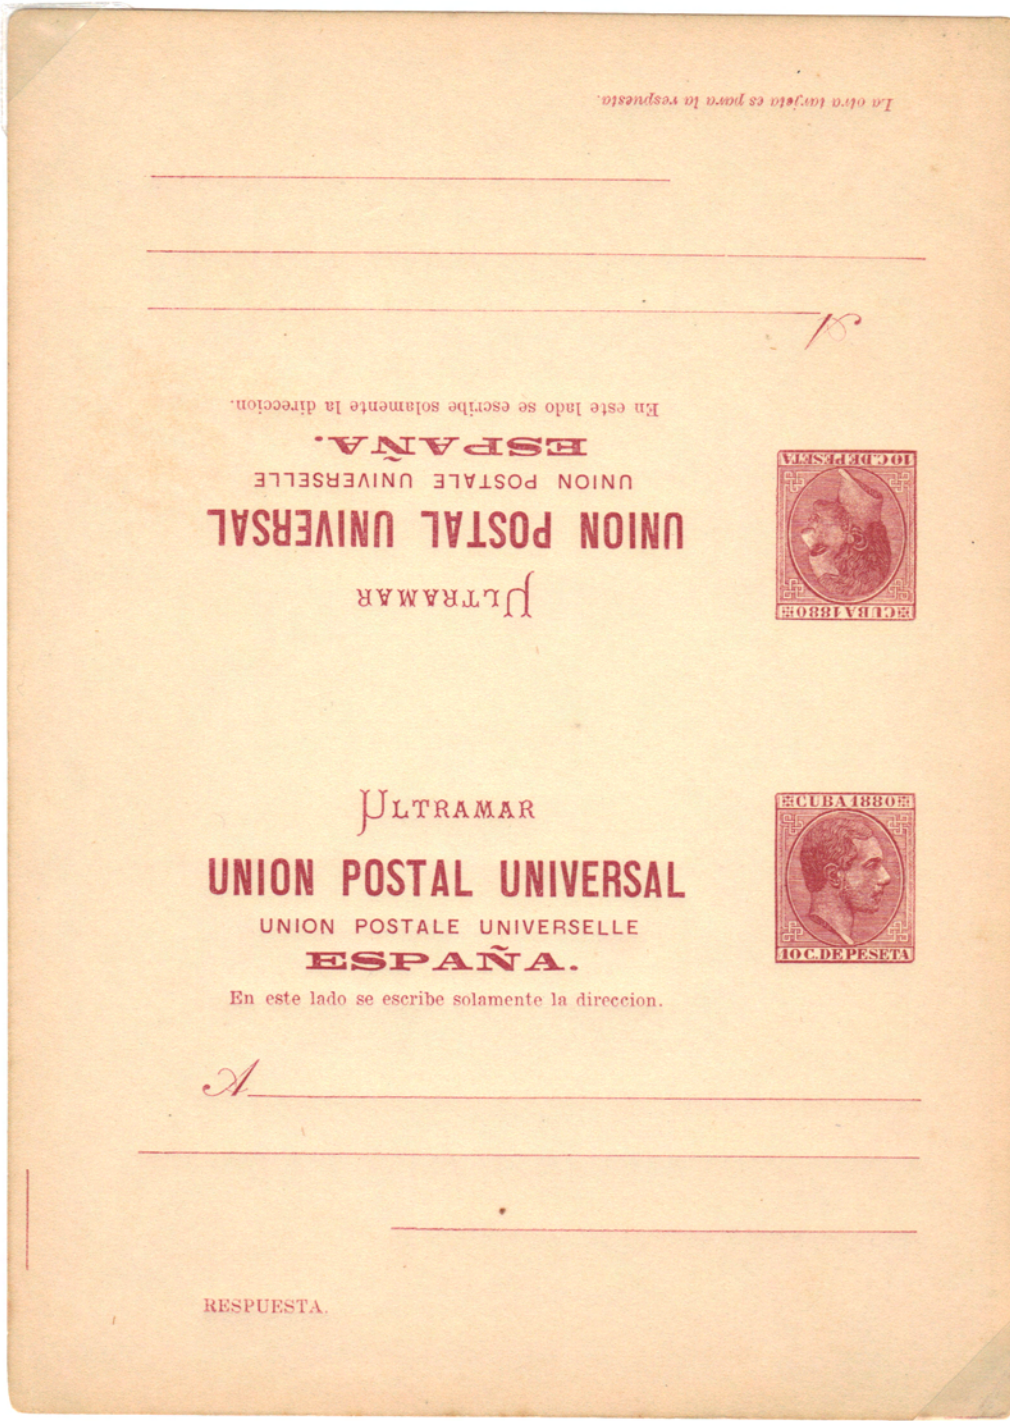 La otra tarjeta es para la respuesta.
A
En este lado se escribe solamente la direccion.
ESPAÑA.
UNION POSTALE UNIVERSELLE
UNION POSTAL UNIVERSAL
ULTRAMAR
10 C. DE PESETA
CUBA 1880
ULTRAMAR
CUBA 1880
UNION POSTAL UNIVERSAL
UNION POSTALE UNIVERSELLE
ESPAÑA.
10 C. DE PESETA
En este lado se escribe solamente la direccion.
A
RESPUESTA.